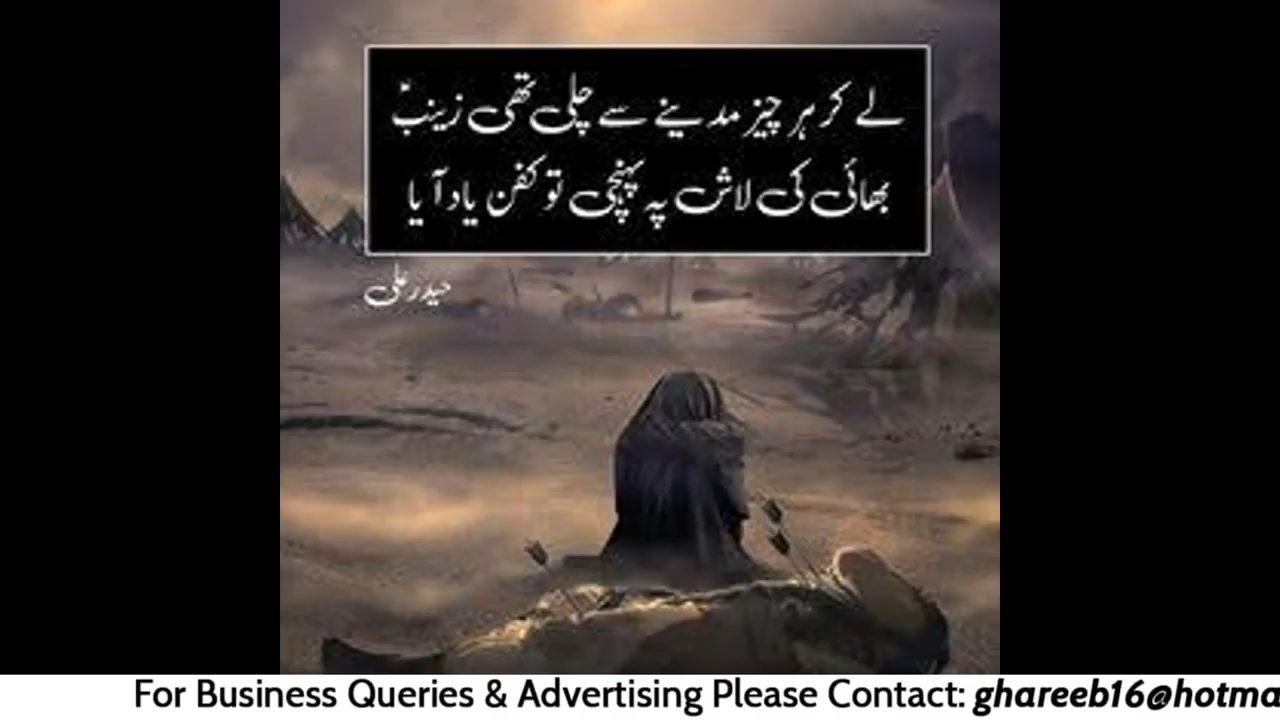 لے کر ہر چیز مدینے سے چلی تھی زینبؑ
بھائی کی لاش پہ پہنچی تو کفن یاد آیا
حیدر علی
For Business Queries & Advertising Please Contact: ghareeb16@hotma